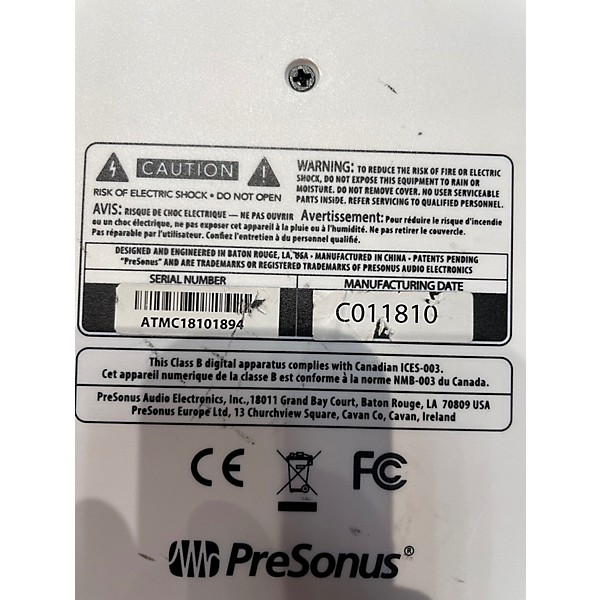 CAUTION
RISK OF ELECTRIC SHOCK • DO NOT OPEN
WARNING: TO REDUCE THE RISK OF FIRE OR ELECTRIC
SHOCK, DO NOT EXPOSE THIS EQUIPMENT TO RAIN OR
MOISTURE. DO NOT REMOVE COVER. NO USER SERVICEABLE
PARTS INSIDE. REFER SERVICING TO QUALIFIED PERSONNEL.
AVIS: RISQUE DE CHOC ELECTRIQUE — NE PAS OUVRIR Avertissement: Pour réduire le risque d'incendie
ou un choc électrique, ne pas exposer cet appareil à la pluie ou à l'humidité. Ne pas retirer le couvercle.
Pas réparable par l'utilisateur. Confiez l'entretien à du personnel qualifié.
DESIGNED AND ENGINEERED IN BATON ROUGE, LA, USA • MANUFACTURED IN CHINA • PATENTS PENDING
"PreSonus" AND ARE TRADEMARKS OR REGISTERED TRADEMARKS OF PRESONUS AUDIO ELECTRONICS
SERIAL NUMBER
MANUFACTURING DATE
ATMC18101894
C011810
This Class B digital apparatus complies with Canadian ICES-003.
Cet appareil numerique de la classe B est conforme à la norme NMB-003 du Canada.
PreSonus Audio Electronics, Inc.,18011 Grand Bay Court, Baton Rouge, LA 70809 USA
PreSonus Europe Ltd, 13 Churchview Square, Cavan Co, Cavan, Ireland
CE FC
PreSonus®